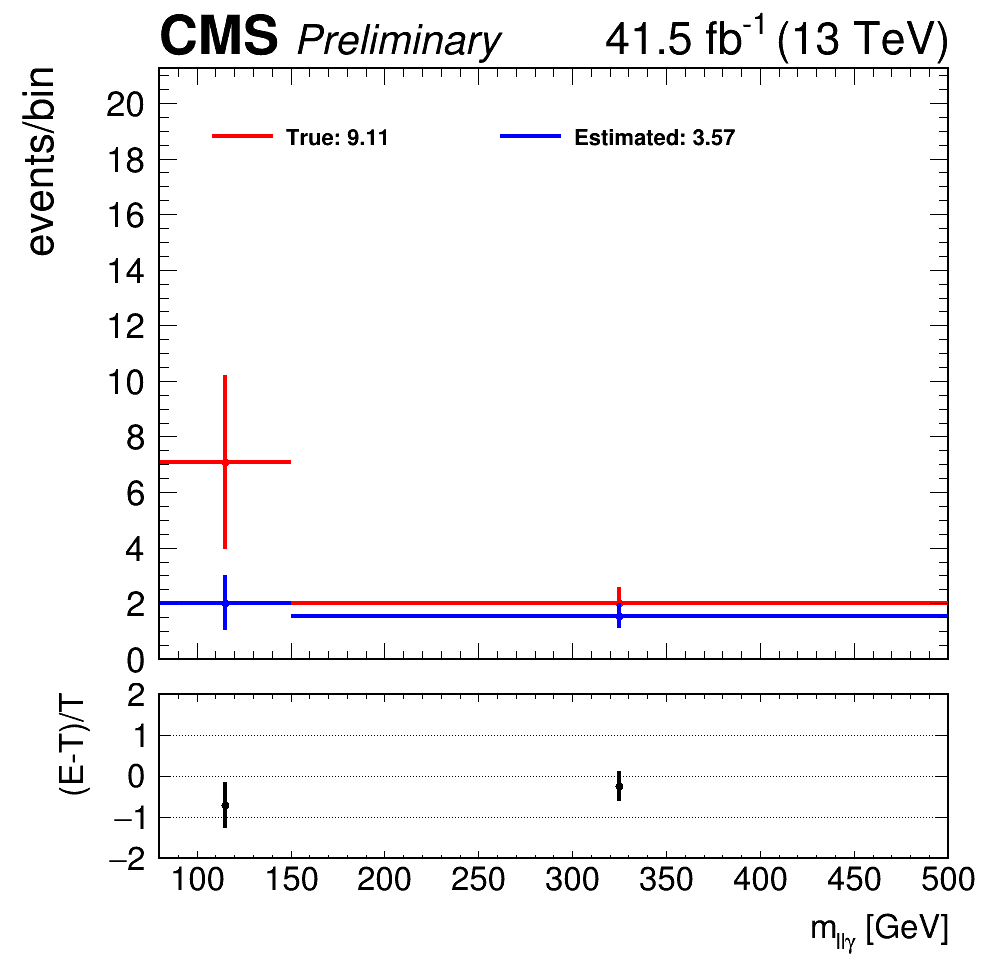 CMS Preliminary 41.5 fb⁻¹ (13 TeV)
events/bin
20
True: 9.11 Estimated: 3.57
18
16
14
12
10
8
6
4
2
0
(E-T)/T
2
1
0
−1
−2
100 150 200 250 300 350 400 450 500
m_llγ [GeV]